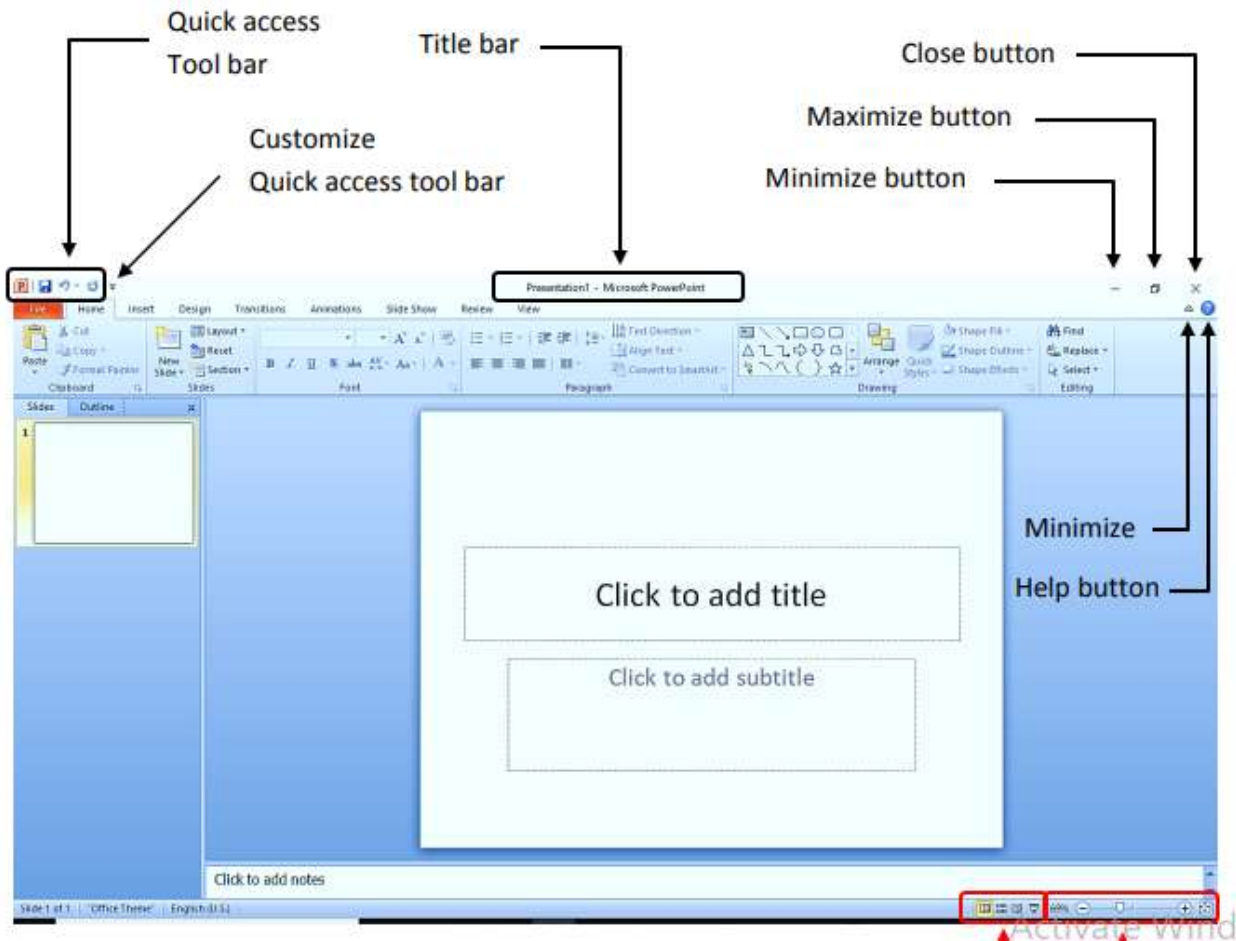 Quick access
Tool bar
Title bar
Close button
Maximize button
Customize
Quick access tool bar
Minimize button
Presentation1 - Microsoft PowerPoint
File Home Insert Design Transitions Animations Slide Show Review View
Cut
Copy
Format Painter
Paste
Clipboard
New
Slide
Layout
Reset
Section
Slides
Font
Text Direction
Align Text
Convert to SmartArt
Paragraph
Arrange
Quick
Styles
Shape Fill
Shape Outline
Shape Effects
Drawing
Find
Replace
Select
Editing
Slides Outline
1
Click to add title
Click to add subtitle
Minimize
Help button
Click to add notes
Slide 1 of 1 "Office Theme" English (U.S.)
69%
Activate Wind